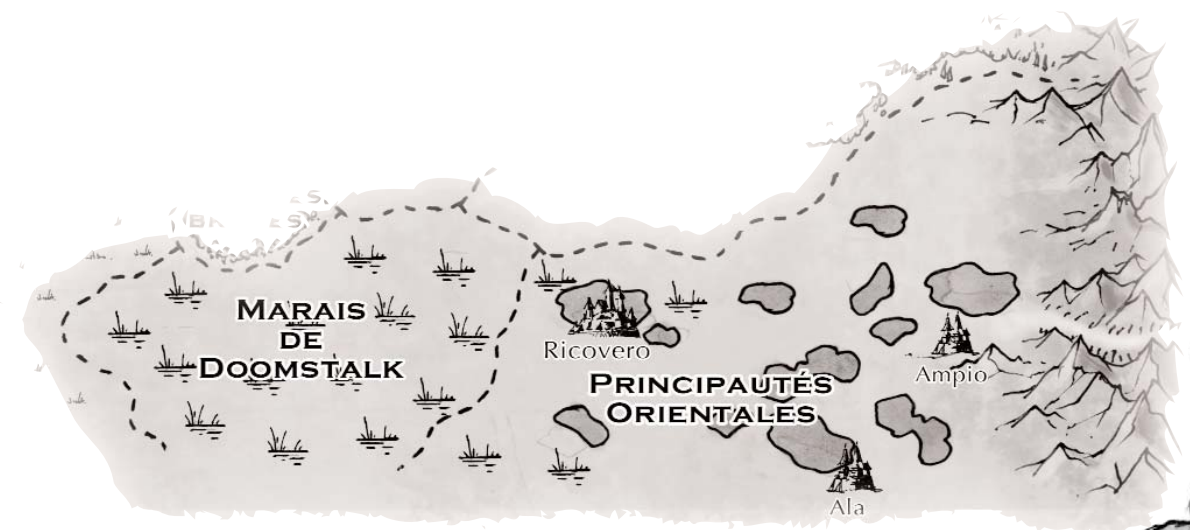 Marais
de
Doomstalk
Ricovero
Principautés
Orientales
Ampio
Ala